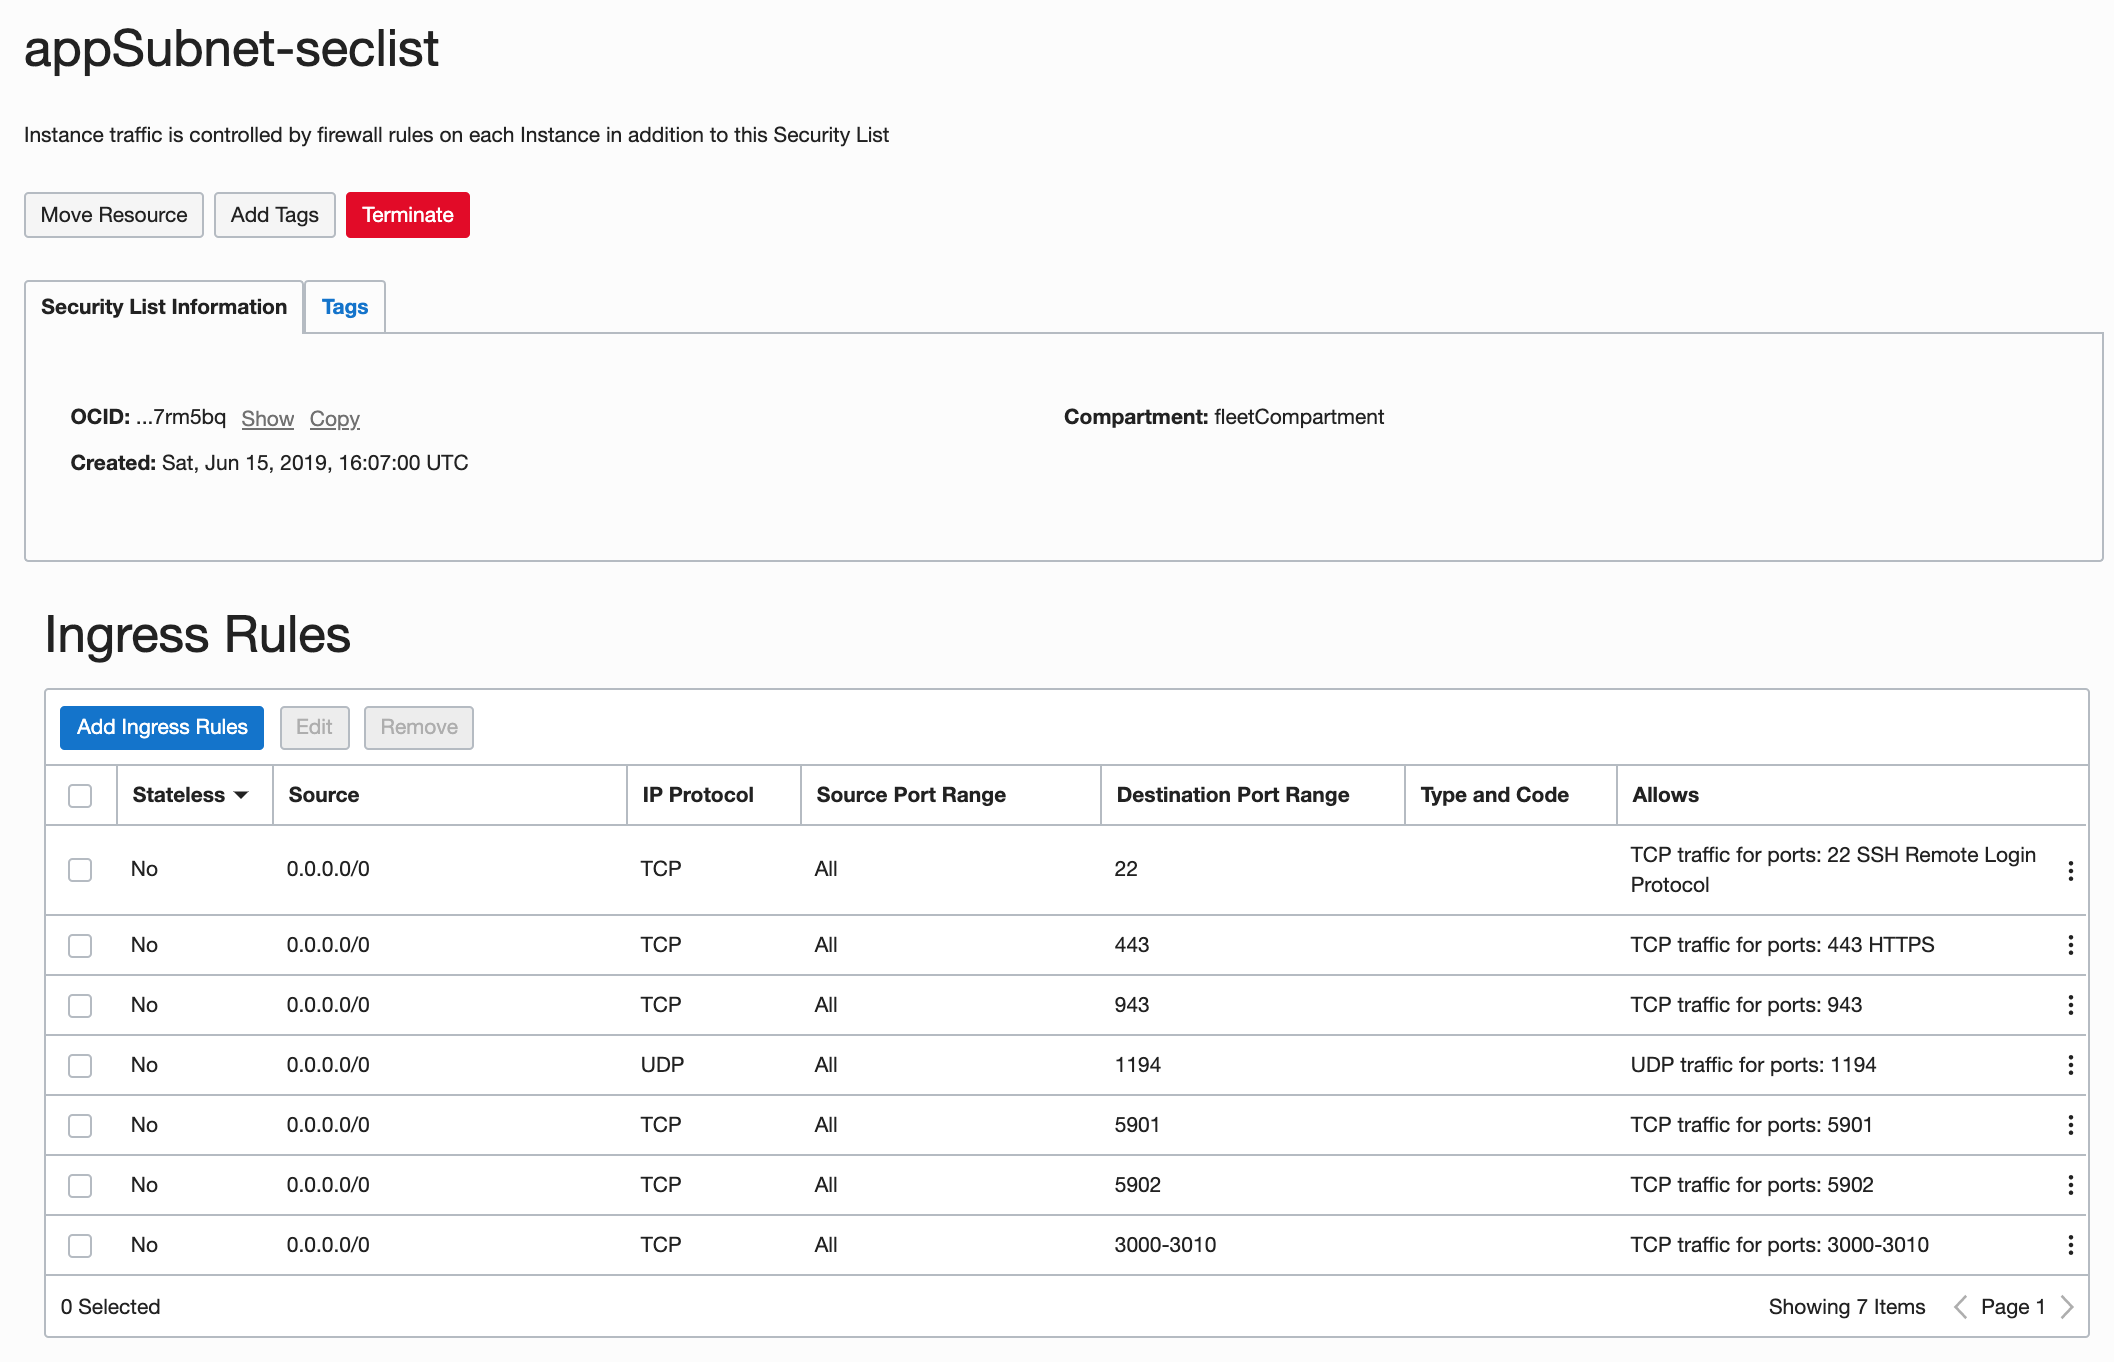 appSubnet-seclist
Instance traffic is controlled by firewall rules on each Instance in addition to this Security List
Move Resource Add Tags Terminate
Security List Information Tags
OCID: ...7rm5bq Show Copy Compartment: fleetCompartment
Created: Sat, Jun 15, 2019, 16:07:00 UTC
Ingress Rules
Add Ingress Rules Edit Remove
Stateless Source IP Protocol Source Port Range Destination Port Range Type and Code Allows
No 0.0.0.0/0 TCP All 22 TCP traffic for ports: 22 SSH Remote Login
Protocol
No 0.0.0.0/0 TCP All 443 TCP traffic for ports: 443 HTTPS
No 0.0.0.0/0 TCP All 943 TCP traffic for ports: 943
No 0.0.0.0/0 UDP All 1194 UDP traffic for ports: 1194
No 0.0.0.0/0 TCP All 5901 TCP traffic for ports: 5901
No 0.0.0.0/0 TCP All 5902 TCP traffic for ports: 5902
No 0.0.0.0/0 TCP All 3000-3010 TCP traffic for ports: 3000-3010
0 Selected Showing 7 Items Page 1